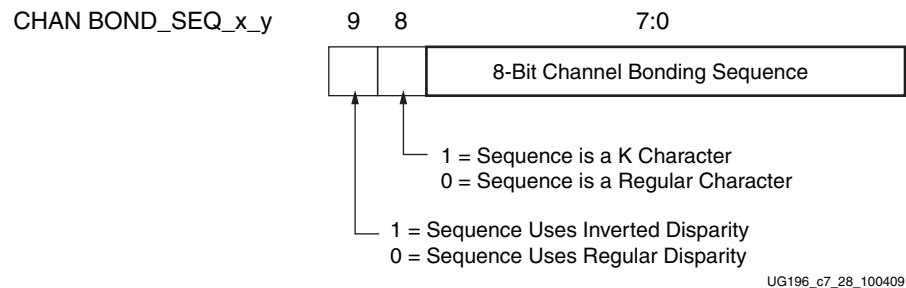 CHAN BOND_SEQ_x_y 9 8 7:0
8-Bit Channel Bonding Sequence
1 = Sequence is a K Character
0 = Sequence is a Regular Character
1 = Sequence Uses Inverted Disparity
0 = Sequence Uses Regular Disparity
UG196_c7_28_100409